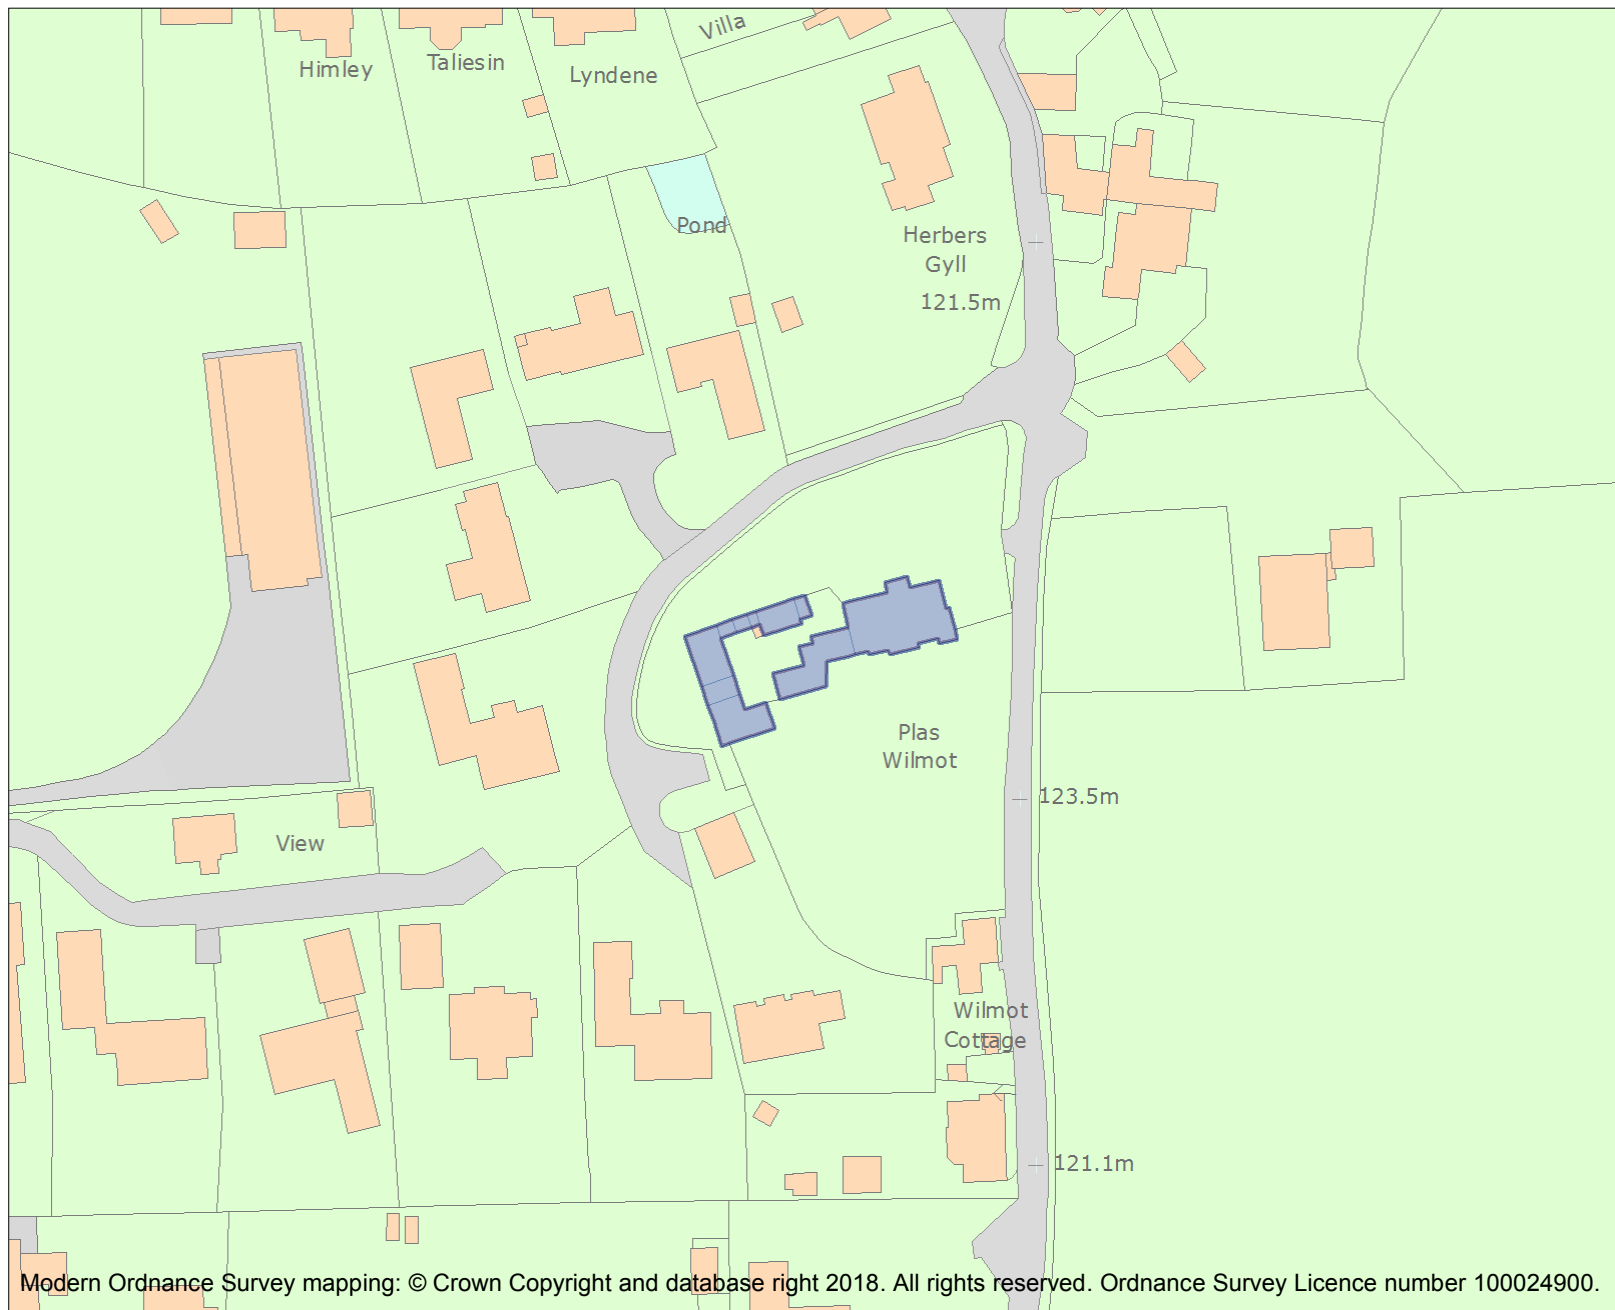 Villa
Himley
Taliesin
Lyndene
Pond
Herbers
Gyll
121.5m
Plas
Wilmot
123.5m
View
Wilmot
Cottage
121.1m
Modern Ordnance Survey mapping: © Crown Copyright and database right 2018. All rights reserved. Ordnance Survey Licence number 100024900.